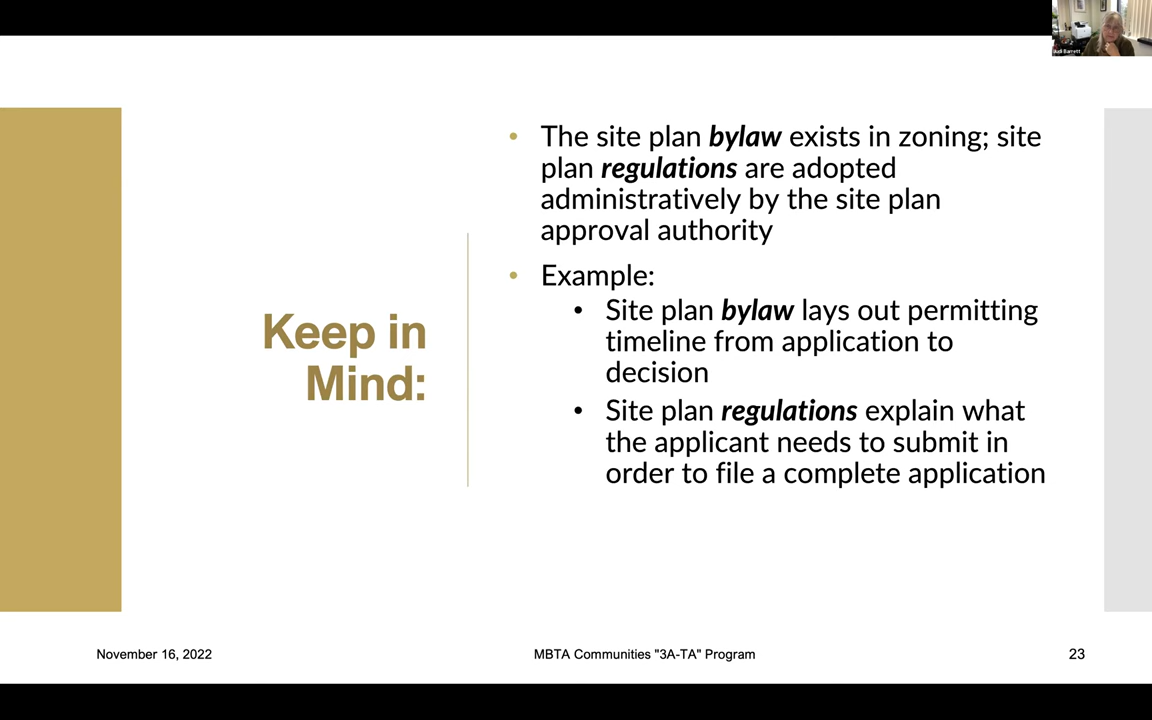 Judi Barrett
• The site plan bylaw exists in zoning; site
plan regulations are adopted
administratively by the site plan
approval authority
• Example:
• Site plan bylaw lays out permitting
timeline from application to
decision
• Site plan regulations explain what
the applicant needs to submit in
order to file a complete application
Keep in
Mind:
November 16, 2022
MBTA Communities "3A-TA" Program
23